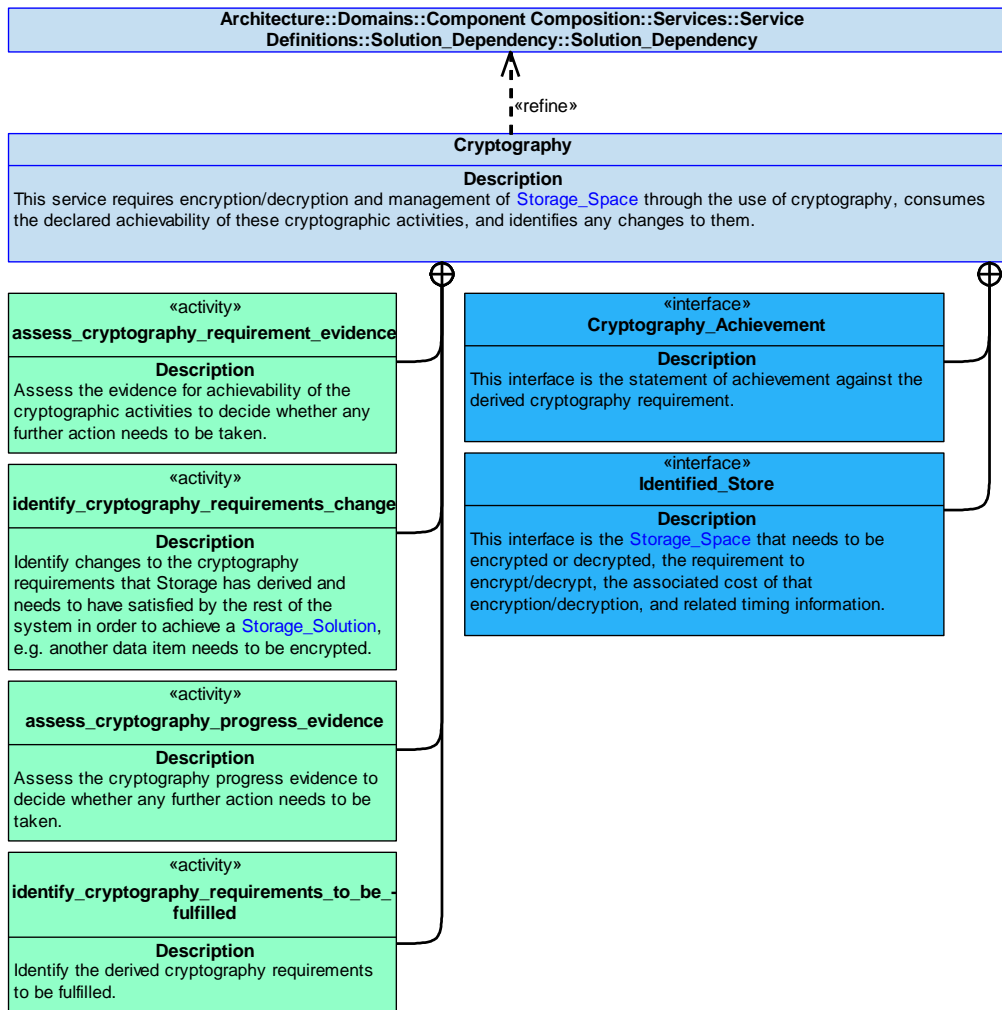 Architecture::Domains::Component Composition::Services::Service
Definitions::Solution_Dependency::Solution_Dependency
«refine»
Cryptography
Description
This service requires encryption/decryption and management of Storage_Space through the use of cryptography, consumes
the declared achievability of these cryptographic activities, and identifies any changes to them.
«activity»
assess_cryptography_requirement_evidence
Description
Assess the evidence for achievability of the
cryptographic activities to decide whether any
further action needs to be taken.
«activity»
identify_cryptography_requirements_change
Description
Identify changes to the cryptography
requirements that Storage has derived and
needs to have satisfied by the rest of the
system in order to achieve a Storage_Solution,
e.g. another data item needs to be encrypted.
«activity»
assess_cryptography_progress_evidence
Description
Assess the cryptography progress evidence to
decide whether any further action needs to be
taken.
«activity»
identify_cryptography_requirements_to_be_-
fulfilled
Description
Identify the derived cryptography requirements
to be fulfilled.
«interface»
Cryptography_Achievement
Description
This interface is the statement of achievement against the
derived cryptography requirement.
«interface»
Identified_Store
Description
This interface is the Storage_Space that needs to be
encrypted or decrypted, the requirement to
encrypt/decrypt, the associated cost of that
encryption/decryption, and related timing information.